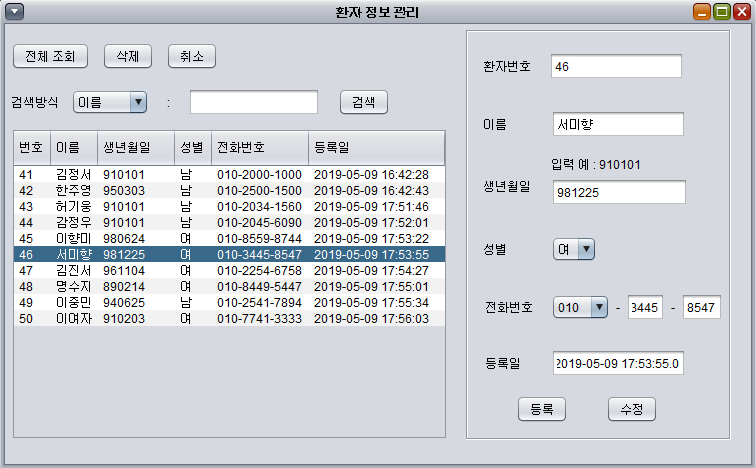 환자 정보 관리
전체 조회 삭제 취소
검색방식 이름 : 검색
번호 이름 생년월일 성별 전화번호 등록일
41 김정서 910101 남 010-2000-1000 2019-05-09 16:42:28
42 한주영 950303 남 010-2500-1500 2019-05-09 16:42:43
43 허기웅 910101 남 010-2034-1560 2019-05-09 17:51:46
44 감정우 910101 남 010-2045-6090 2019-05-09 17:52:01
45 이향미 980624 여 010-8559-8744 2019-05-09 17:53:22
46 서미향 981225 여 010-3445-8547 2019-05-09 17:53:55
47 김진서 961104 여 010-2254-6758 2019-05-09 17:54:27
48 명수지 890214 여 010-8449-5447 2019-05-09 17:55:01
49 이중민 940625 남 010-2541-7894 2019-05-09 17:55:34
50 이여자 910203 여 010-7741-3333 2019-05-09 17:56:03
환자번호 46
이름 서미향
입력 예 : 910101
생년월일 981225
성별 여
전화번호 010 - 3445 - 8547
등록일 2019-05-09 17:53:55.0
등록 수정